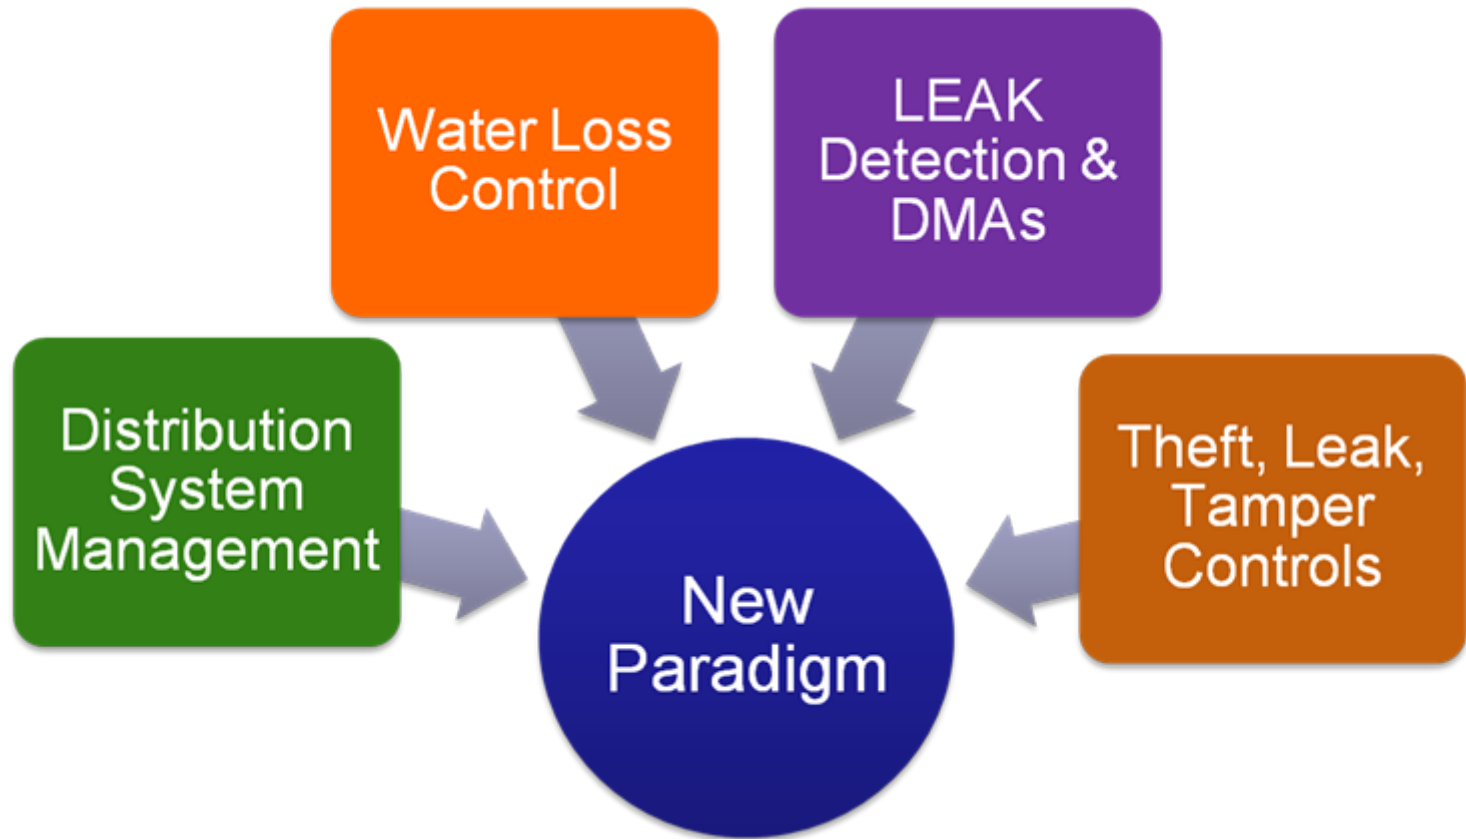 Water Loss
Control
LEAK
Detection &
DMAs
Distribution
System
Management
Theft, Leak,
Tamper
Controls
New
Paradigm